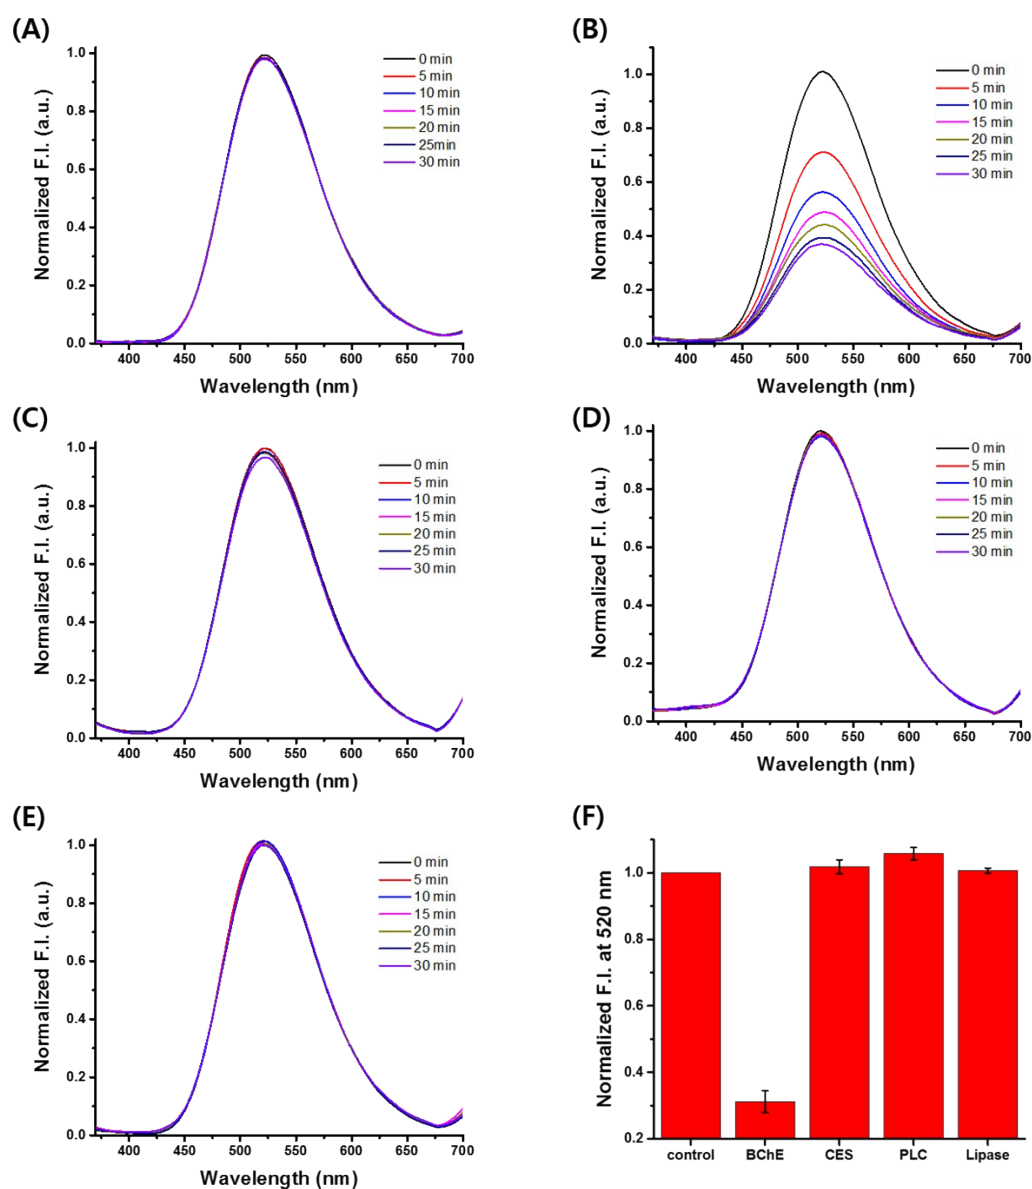 (A)
Normalized F.I. (a.u.)
1.0
0.8
0.6
0.4
0.2
0.0
0 min
5 min
10 min
15 min
20 min
25min
30 min
400 450 500 550 600 650 700
Wavelength (nm)
(B)
Normalized F.I. (a.u.)
1.0
0.8
0.6
0.4
0.2
0.0
0 min
5 min
10 min
15 min
20 min
25 min
30 min
400 450 500 550 600 650 700
Wavelength (nm)
(C)
Normalized F.I. (a.u.)
1.0
0.8
0.6
0.4
0.2
0.0
0 min
5 min
10 min
15 min
20 min
25 min
30 min
400 450 500 550 600 650 700
Wavelength (nm)
(D)
Normalized F.I. (a.u.)
1.0
0.8
0.6
0.4
0.2
0.0
0 min
5 min
10 min
15 min
20 min
25 min
30 min
400 450 500 550 600 650 700
Wavelength (nm)
(E)
Normalized F.I. (a.u.)
1.0
0.8
0.6
0.4
0.2
0.0
0 min
5 min
10 min
15 min
20 min
25 min
30 min
400 450 500 550 600 650 700
Wavelength (nm)
(F)
Normalized F.I. at 520 nm
1.0
0.8
0.6
0.4
0.2
control BChE CES PLC Lipase